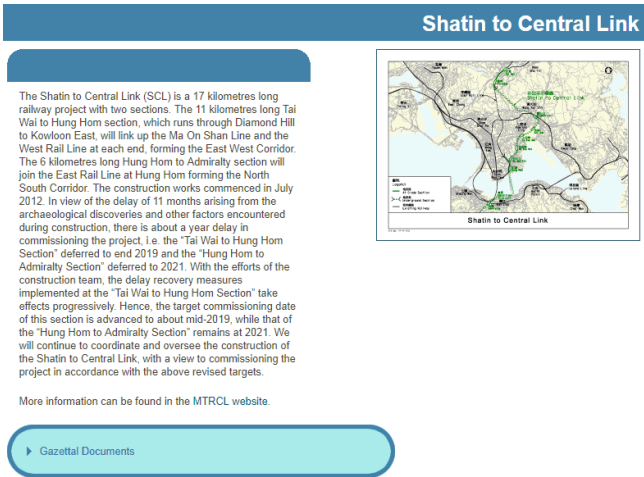 Shatin to Central Link
The Shatin to Central Link (SCL) is a 17 kilometres long
railway project with two sections. The 11 kilometres long Tai
Wai to Hung Hom section, which runs through Diamond Hill
to Kowloon East, will link up the Ma On Shan Line and the
West Rail Line at each end, forming the East West Corridor.
The 6 kilometres long Hung Hom to Admiralty section will
join the East Rail Line at Hung Hom forming the North
South Corridor. The construction works commenced in July
2012. In view of the delay of 11 months arising from the
archaeological discoveries and other factors encountered
during construction, there is about a year delay in
commissioning the project, i.e. the “Tai Wai to Hung Hom
Section” deferred to end 2019 and the “Hung Hom to
Admiralty Section” deferred to 2021. With the efforts of the
construction team, the delay recovery measures
implemented at the “Tai Wai to Hung Hom Section” take
effects progressively. Hence, the target commissioning date
of this section is advanced to about mid-2019, while that of
the “Hung Hom to Admiralty Section” remains at 2021. We
will continue to coordinate and oversee the construction of
the Shatin to Central Link, with a view to commissioning the
project in accordance with the above revised targets.
More information can be found in the MTRCL website.
Gazettal Documents
Shatin to Central Link
Shatin to Central Link